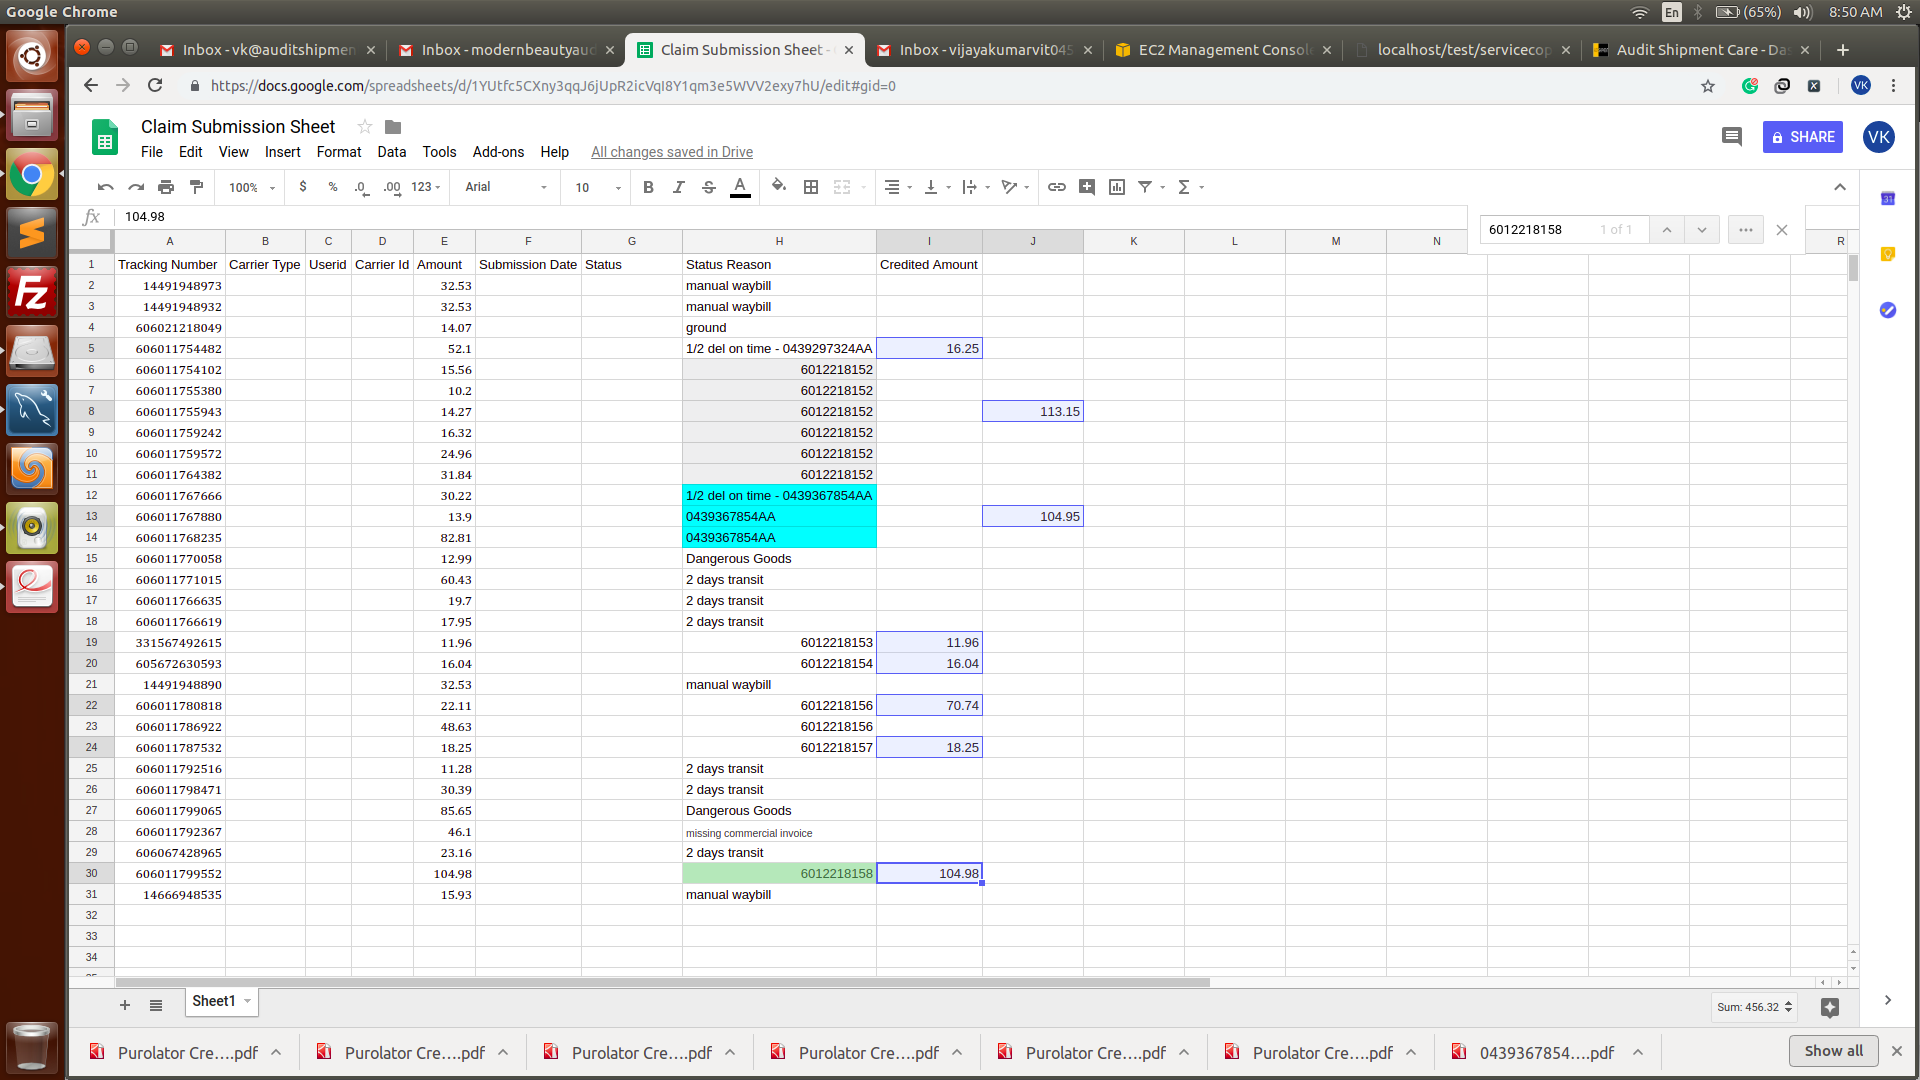 Google Chrome
En (65%) 8:50 AM
Inbox - vk@auditshipmen Inbox - modernbeautyau Claim Submission Sheet - Inbox - vijayakumarvit045 EC2 Management Console localhost/test/servicecop Audit Shipment Care - Da
https://docs.google.com/spreadsheets/d/1YUtfc5CXny3qqJ6jUpR2icVqI8Y1qm3e5WVV2exy7hU/edit#gid=0 VK
Claim Submission Sheet
File Edit View Insert Format Data Tools Add-ons Help All changes saved in Drive
SHARE VK
100% $ % .0 .00 123 Arial 10 B I S A Σ
fx 104.98
6012218158 1 of 1
A B C D E F G H I J K L M N R
1 Tracking Number Carrier Type Userid Carrier Id Amount Submission Date Status Status Reason Credited Amount
2 14491948973 32.53 manual waybill
3 14491948932 32.53 manual waybill
4 606021218049 14.07 ground
5 606011754482 52.1 1/2 del on time - 0439297324AA 16.25
6 606011754102 15.56 6012218152
7 606011755380 10.2 6012218152
8 606011755943 14.27 6012218152 113.15
9 606011759242 16.32 6012218152
10 606011759572 24.96 6012218152
11 606011764382 31.84 6012218152
12 606011767666 30.22 1/2 del on time - 0439367854AA
13 606011767880 13.9 0439367854AA 104.95
14 606011768235 82.81 0439367854AA
15 606011770058 12.99 Dangerous Goods
16 606011771015 60.43 2 days transit
17 606011766635 19.7 2 days transit
18 606011766619 17.95 2 days transit
19 331567492615 11.96 6012218153 11.96
20 605672630593 16.04 6012218154 16.04
21 14491948890 32.53 manual waybill
22 606011780818 22.11 6012218156 70.74
23 606011786922 48.63 6012218156
24 606011787532 18.25 6012218157 18.25
25 606011792516 11.28 2 days transit
26 606011798471 30.39 2 days transit
27 606011799065 85.65 Dangerous Goods
28 606011792367 46.1 missing commercial invoice
29 606067428965 23.16 2 days transit
30 606011799552 104.98 6012218158 104.98
31 14666948535 15.93 manual waybill
32
33
34
Sheet1
Sum: 456.32
Purolator Cre....pdf Purolator Cre....pdf Purolator Cre....pdf Purolator Cre....pdf Purolator Cre....pdf Purolator Cre....pdf 0439367854....pdf Show all